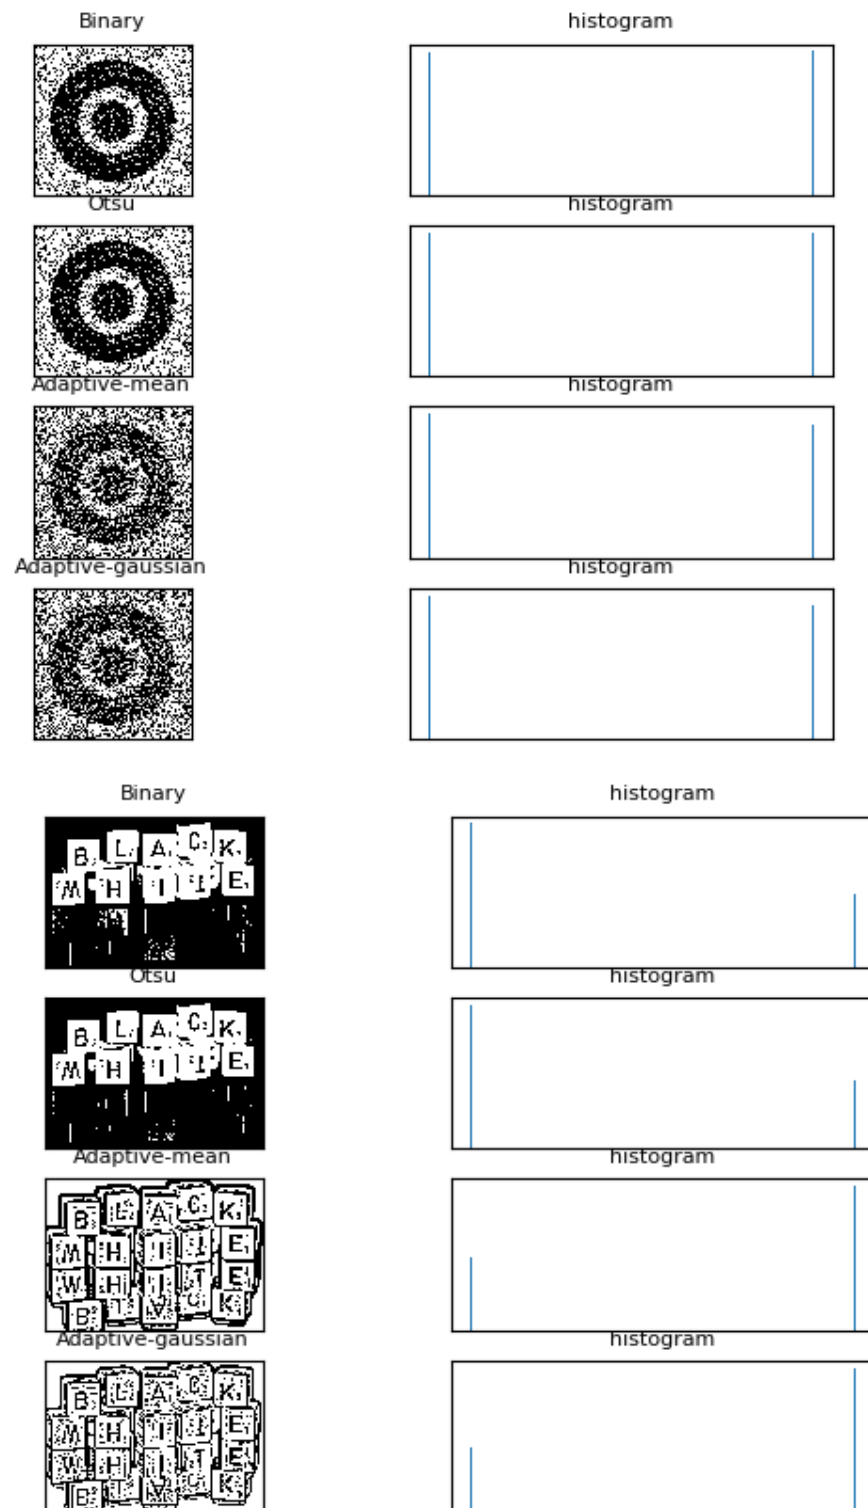 Binary
histogram
Otsu
histogram
Adaptive-mean
histogram
Adaptive-gaussian
histogram
Binary
histogram
B L A C K
W H I T E
Otsu
histogram
B L A C K
W H I T E
Adaptive-mean
histogram
B L A C K
W H I T E
W H I T E
B L A C K
Adaptive-gaussian
histogram
B L A C K
W H I T E
W H I T E
B L A C K